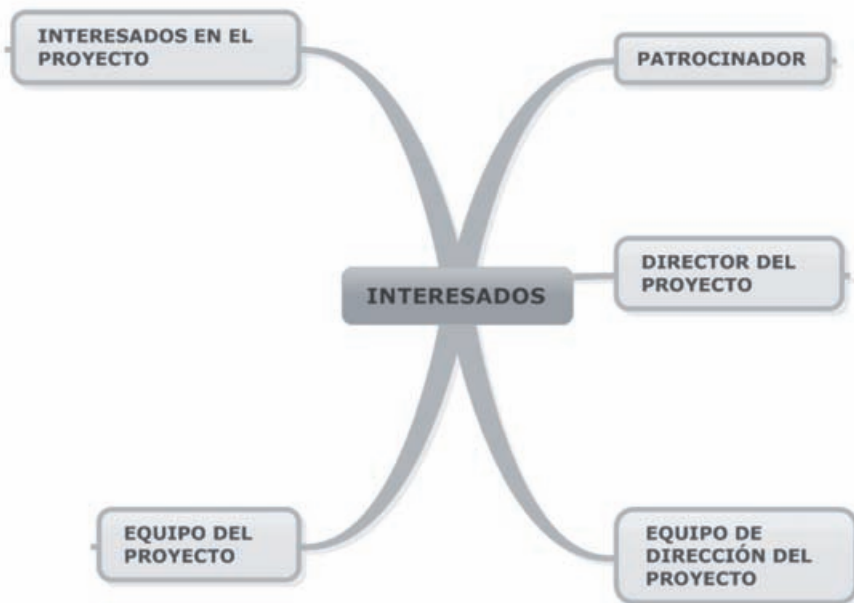 INTERESADOS EN EL
PROYECTO
PATROCINADOR
DIRECTOR DEL
PROYECTO
INTERESADOS
EQUIPO DEL
PROYECTO
EQUIPO DE
DIRECCIÓN DEL
PROYECTO